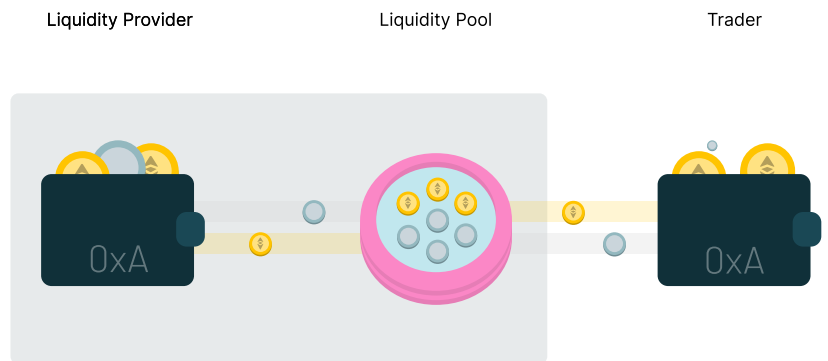 Liquidity Provider
Liquidity Pool
Trader
0xA
0xA